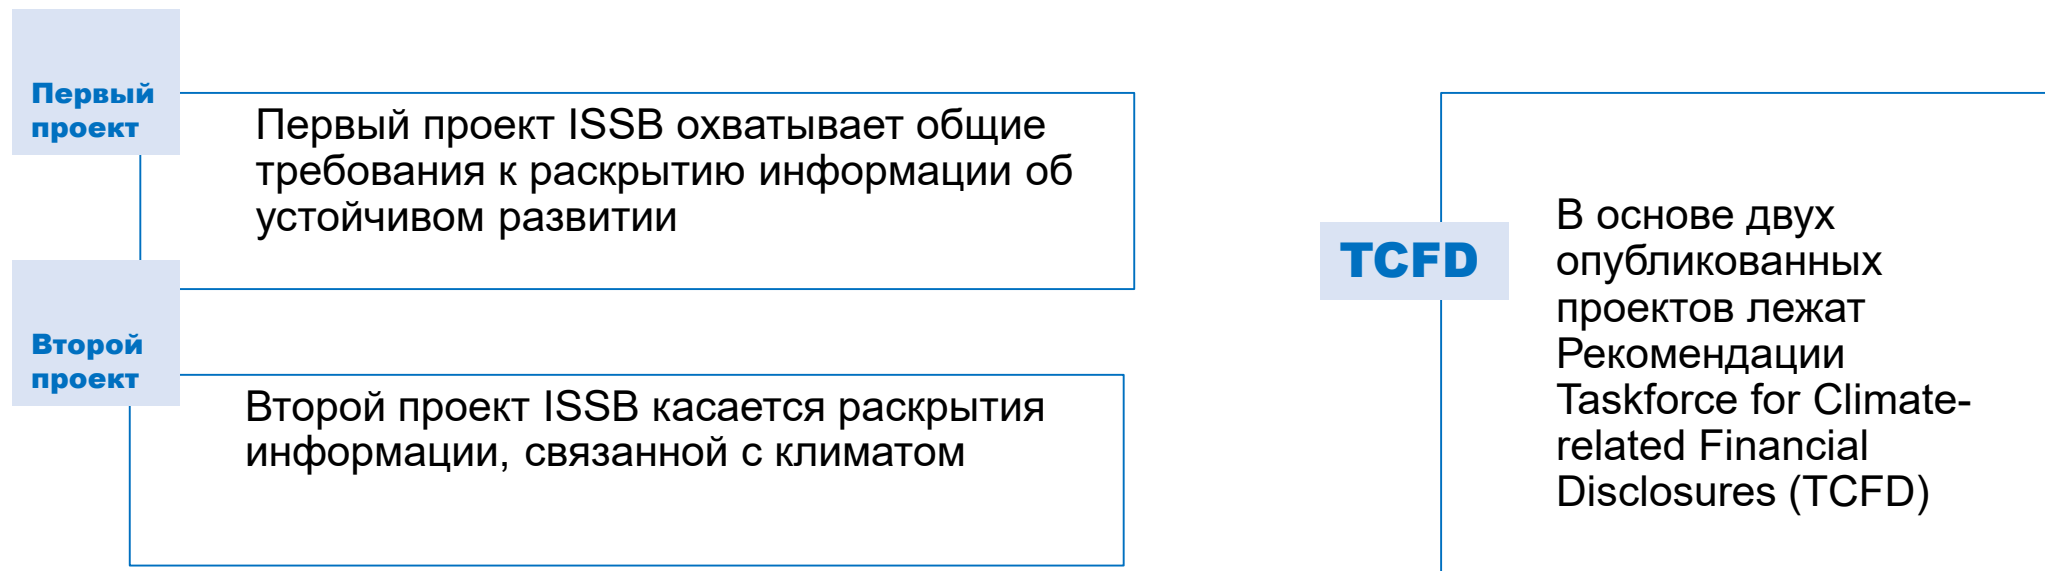 Первый
проект
Первый проект ISSB охватывает общие
требования к раскрытию информации об
устойчивом развитии
Второй
проект
Второй проект ISSB касается раскрытия
информации, связанной с климатом
TCFD
В основе двух
опубликованных
проектов лежат
Рекомендации
Taskforce for Climate-
related Financial
Disclosures (TCFD)